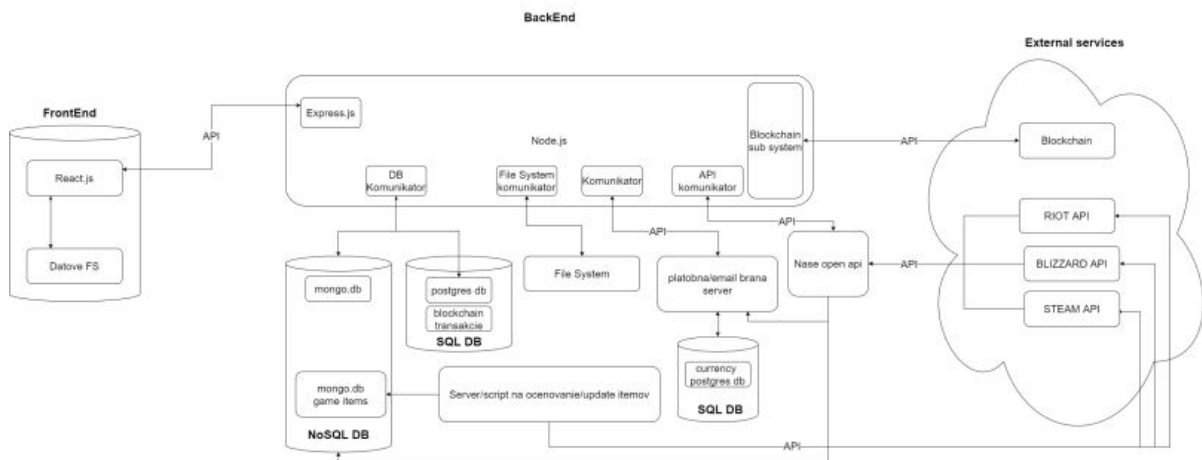 BackEnd
External services
FrontEnd
Express.js
Node.js
Blockchain
sub system
API
API
Blockchain
React.js
DB
Komunikator
File System
komunikator
Komunikator
API
komunikator
RIOT API
API
API
Datove FS
mongo.db
postgres db
File System
platobna/email brana
server
Nase open api
API
BLIZZARD API
blockchain
transakcie
SQL DB
STEAM API
mongo.db
game items
Server/script na ocenovanie/update itemov
currency
postgres db
SQL DB
NoSQL DB
API